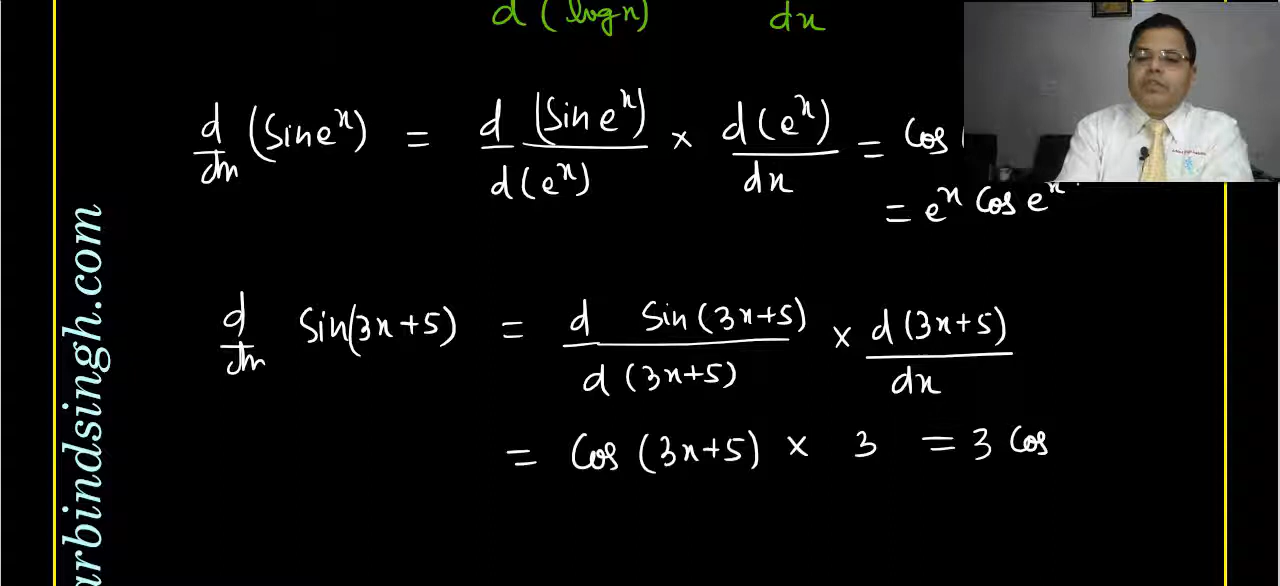 d (log x) dx
d/dx (Sin e^x) = d (Sin e^x) / d(e^x) × d(e^x) / dx = Cos
= e^x Cos e^x
d/dx Sin(3x+5) = d Sin (3x+5) / d (3x+5) × d (3x+5) / dx
= Cos (3x+5) × 3 = 3 Cos
arbindsingh.com